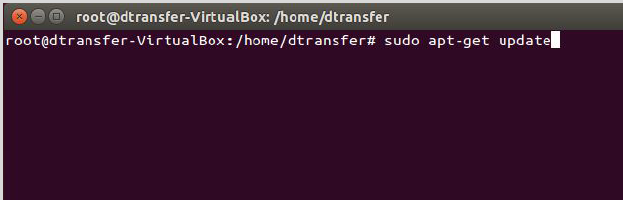 root@dtransfer-VirtualBox: /home/dtransfer
root@dtransfer-VirtualBox:/home/dtransfer# sudo apt-get update